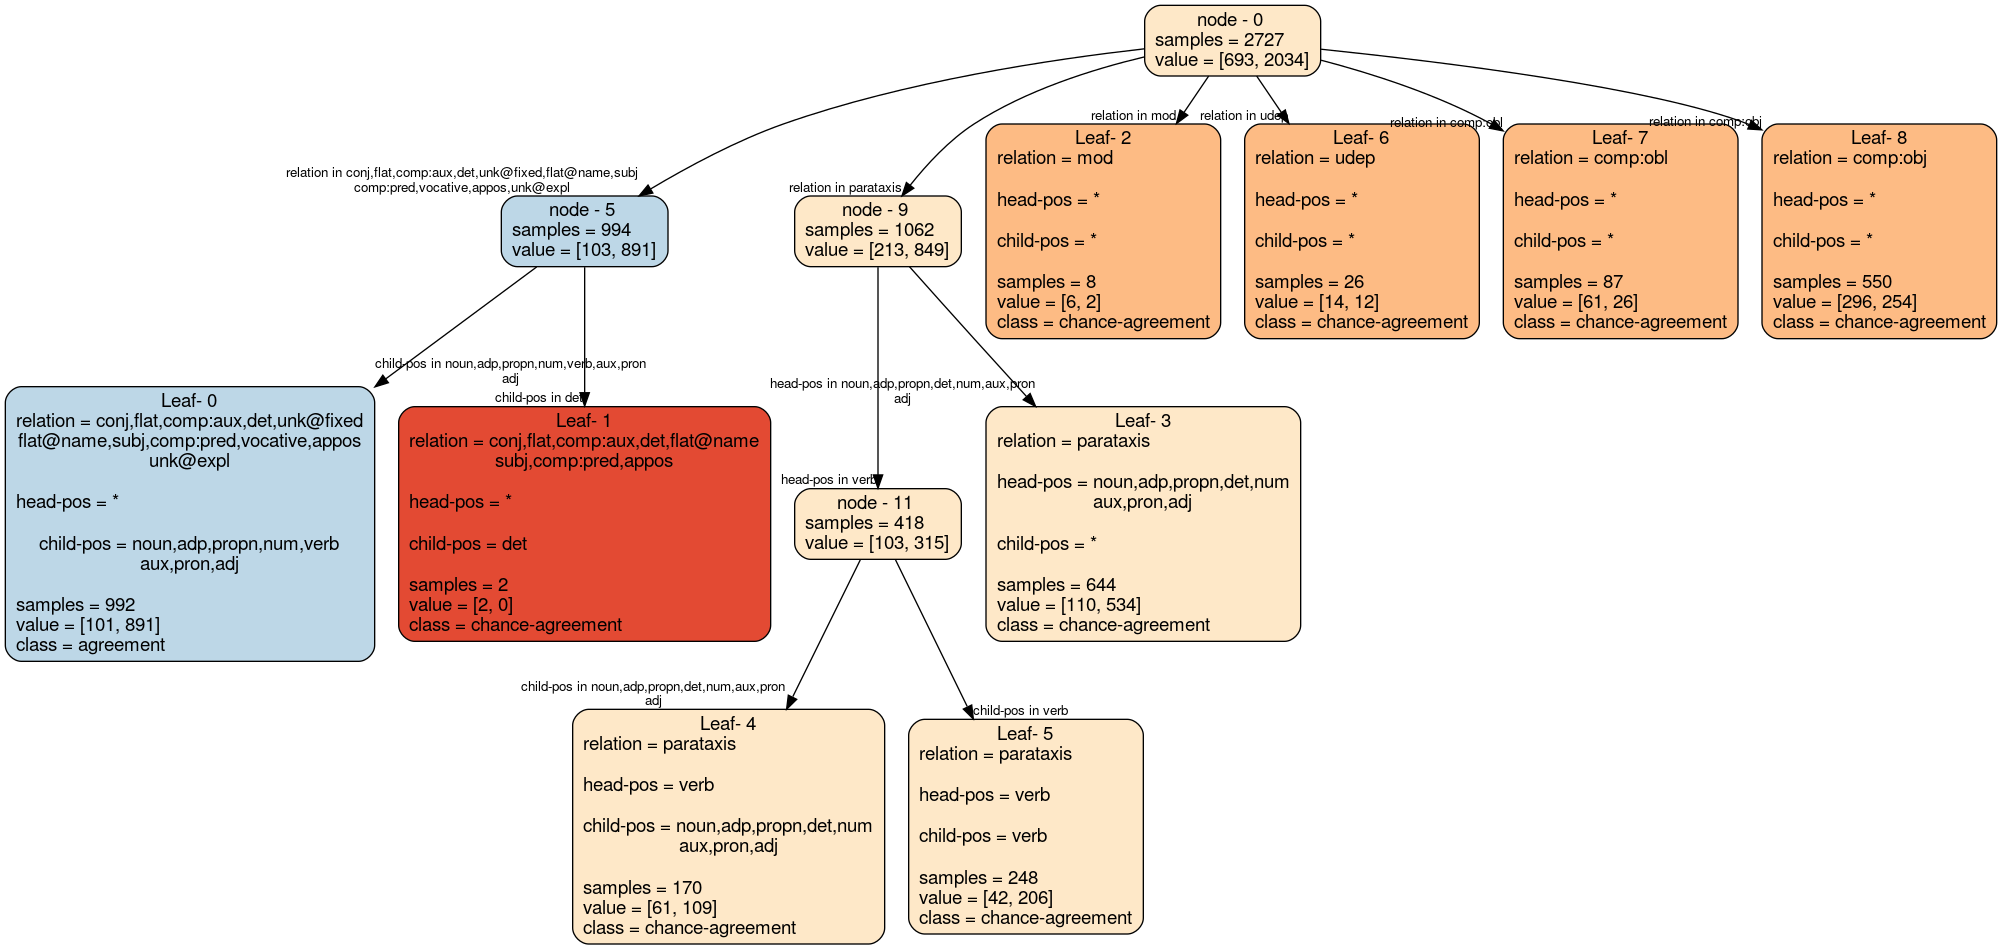 node - 0
samples = 2727
value = [693, 2034]
relation in conj,flat,comp:aux,det,unk@fixed,flat@name,subj
comp:pred,vocative,appos,unk@expl
relation in parataxis
relation in mod
relation in udep
relation in comp:obl
relation in comp:obj
node - 5
samples = 994
value = [103, 891]
node - 9
samples = 1062
value = [213, 849]
Leaf- 2
relation = mod
head-pos = *
child-pos = *
samples = 8
value = [6, 2]
class = chance-agreement
Leaf- 6
relation = udep
head-pos = *
child-pos = *
samples = 26
value = [14, 12]
class = chance-agreement
Leaf- 7
relation = comp:obl
head-pos = *
child-pos = *
samples = 87
value = [61, 26]
class = chance-agreement
Leaf- 8
relation = comp:obj
head-pos = *
child-pos = *
samples = 550
value = [296, 254]
class = chance-agreement
child-pos in noun,adp,propn,num,verb,aux,pron
adj
child-pos in det
head-pos in noun,adp,propn,det,num,aux,pron
adj
head-pos in verb
Leaf- 0
relation = conj,flat,comp:aux,det,unk@fixed
flat@name,subj,comp:pred,vocative,appos
unk@expl
head-pos = *
child-pos = noun,adp,propn,num,verb
aux,pron,adj
samples = 992
value = [101, 891]
class = agreement
Leaf- 1
relation = conj,flat,comp:aux,det,flat@name
subj,comp:pred,appos
head-pos = *
child-pos = det
samples = 2
value = [2, 0]
class = chance-agreement
node - 11
samples = 418
value = [103, 315]
Leaf- 3
relation = parataxis
head-pos = noun,adp,propn,det,num
aux,pron,adj
child-pos = *
samples = 644
value = [110, 534]
class = chance-agreement
child-pos in noun,adp,propn,det,num,aux,pron
adj
child-pos in verb
Leaf- 4
relation = parataxis
head-pos = verb
child-pos = noun,adp,propn,det,num
aux,pron,adj
samples = 170
value = [61, 109]
class = chance-agreement
Leaf- 5
relation = parataxis
head-pos = verb
child-pos = verb
samples = 248
value = [42, 206]
class = chance-agreement